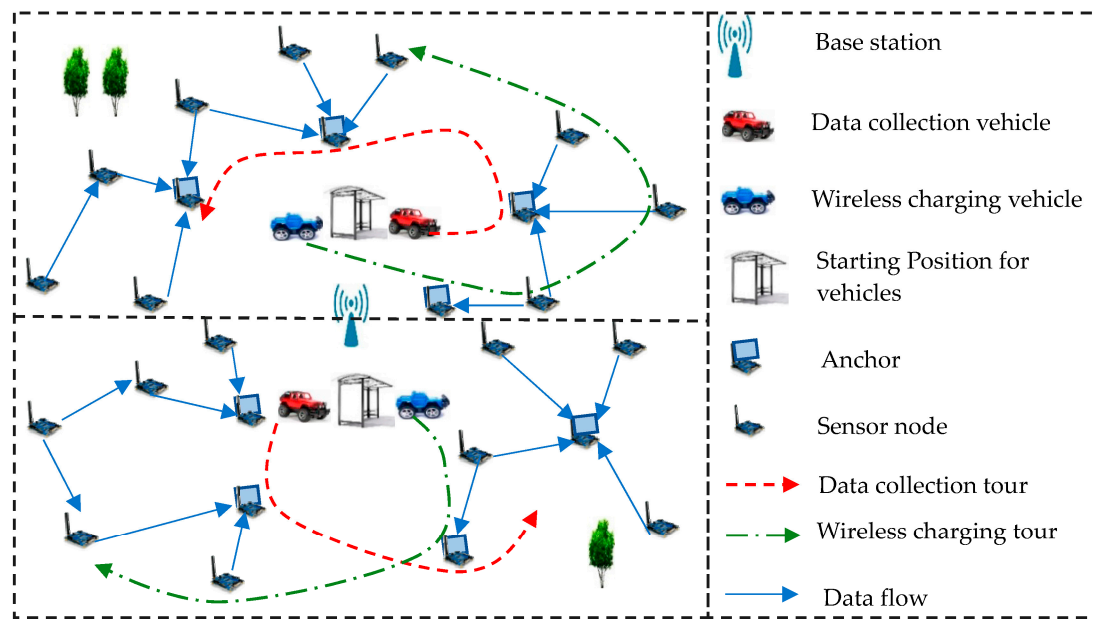 Base station
Data collection vehicle
Wireless charging vehicle
Starting Position for
vehicles
Anchor
Sensor node
Data collection tour
Wireless charging tour
Data flow